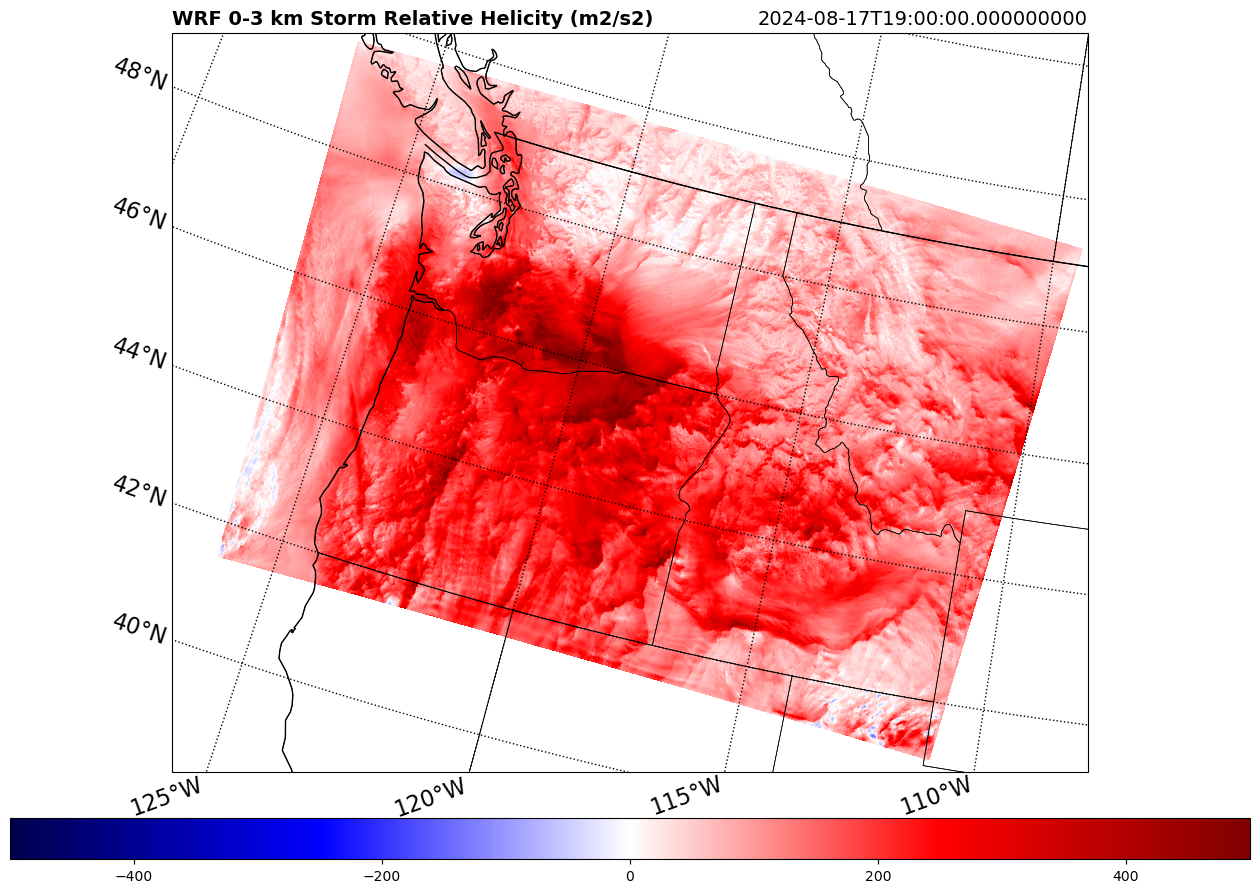 WRF 0-3 km Storm Relative Helicity (m2/s2) 2024-08-17T19:00:00.000000000
48°N
46°N
44°N
42°N
40°N
125°W 120°W 115°W 110°W
−400 −200 0 200 400